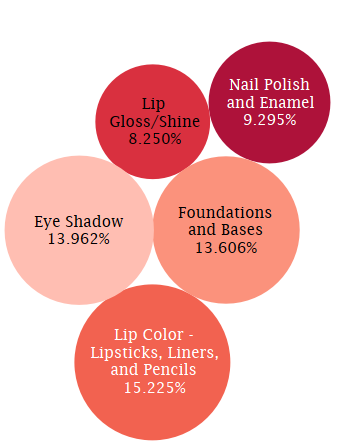 Nail Polish
and Enamel
9.295%
Lip
Gloss/Shine
8.250%
Eye Shadow
13.962%
Foundations
and Bases
13.606%
Lip Color -
Lipsticks, Liners,
and Pencils
15.225%